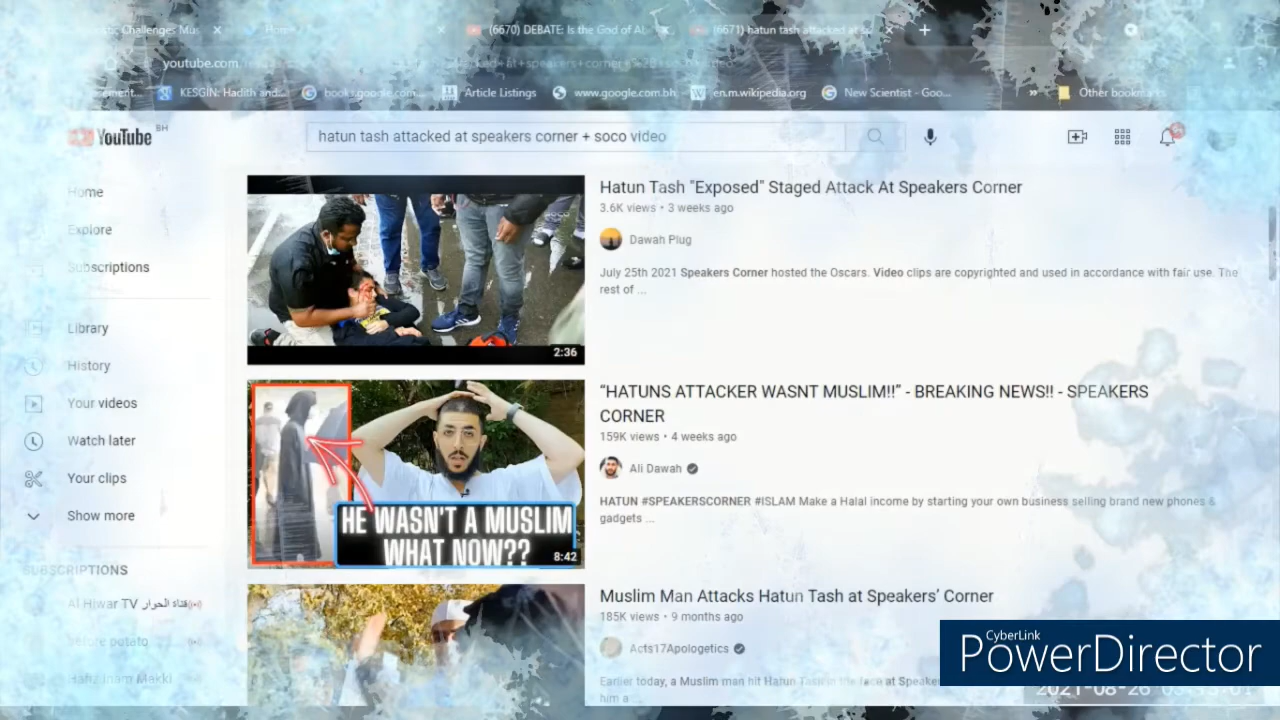 Challenges Mus
(6670) DEBATE: Is the God of Al
(6671) hatun tash attacked at s
youtube.com
KESGIN: Hadith and...
books.google.com...
Article Listings
www.google.com.bh
en.m.wikipedia.org
New Scientist - Goo...
»
Other bookmarks
YouTube BH
hatun tash attacked at speakers corner + soco video
Home
Explore
Subscriptions
Library
History
Your videos
Watch later
Your clips
Show more
SUBSCRIPTIONS
Al Hiwar TV قناة الحوار
before potato
Hafiz Inam Makki
2:36
Hatun Tash "Exposed" Staged Attack At Speakers Corner
3.6K views • 3 weeks ago
Dawah Plug
July 25th 2021 Speakers Corner hosted the Oscars. Video clips are copyrighted and used in accordance with fair use. The
rest of ...
HE WASN'T A MUSLIM
WHAT NOW??
8:42
“HATUNS ATTACKER WASNT MUSLIM!!” - BREAKING NEWS!! - SPEAKERS
CORNER
159K views • 4 weeks ago
Ali Dawah
HATUN #SPEAKERSCORNER #ISLAM Make a Halal income by starting your own business selling brand new phones &
gadgets ...
Muslim Man Attacks Hatun Tash at Speakers’ Corner
185K views • 9 months ago
Acts17Apologetics
Earlier today, a Muslim man hit Hatun Tash in the face at Speake
him a ...
CyberLink
PowerDirector
2021-08-26